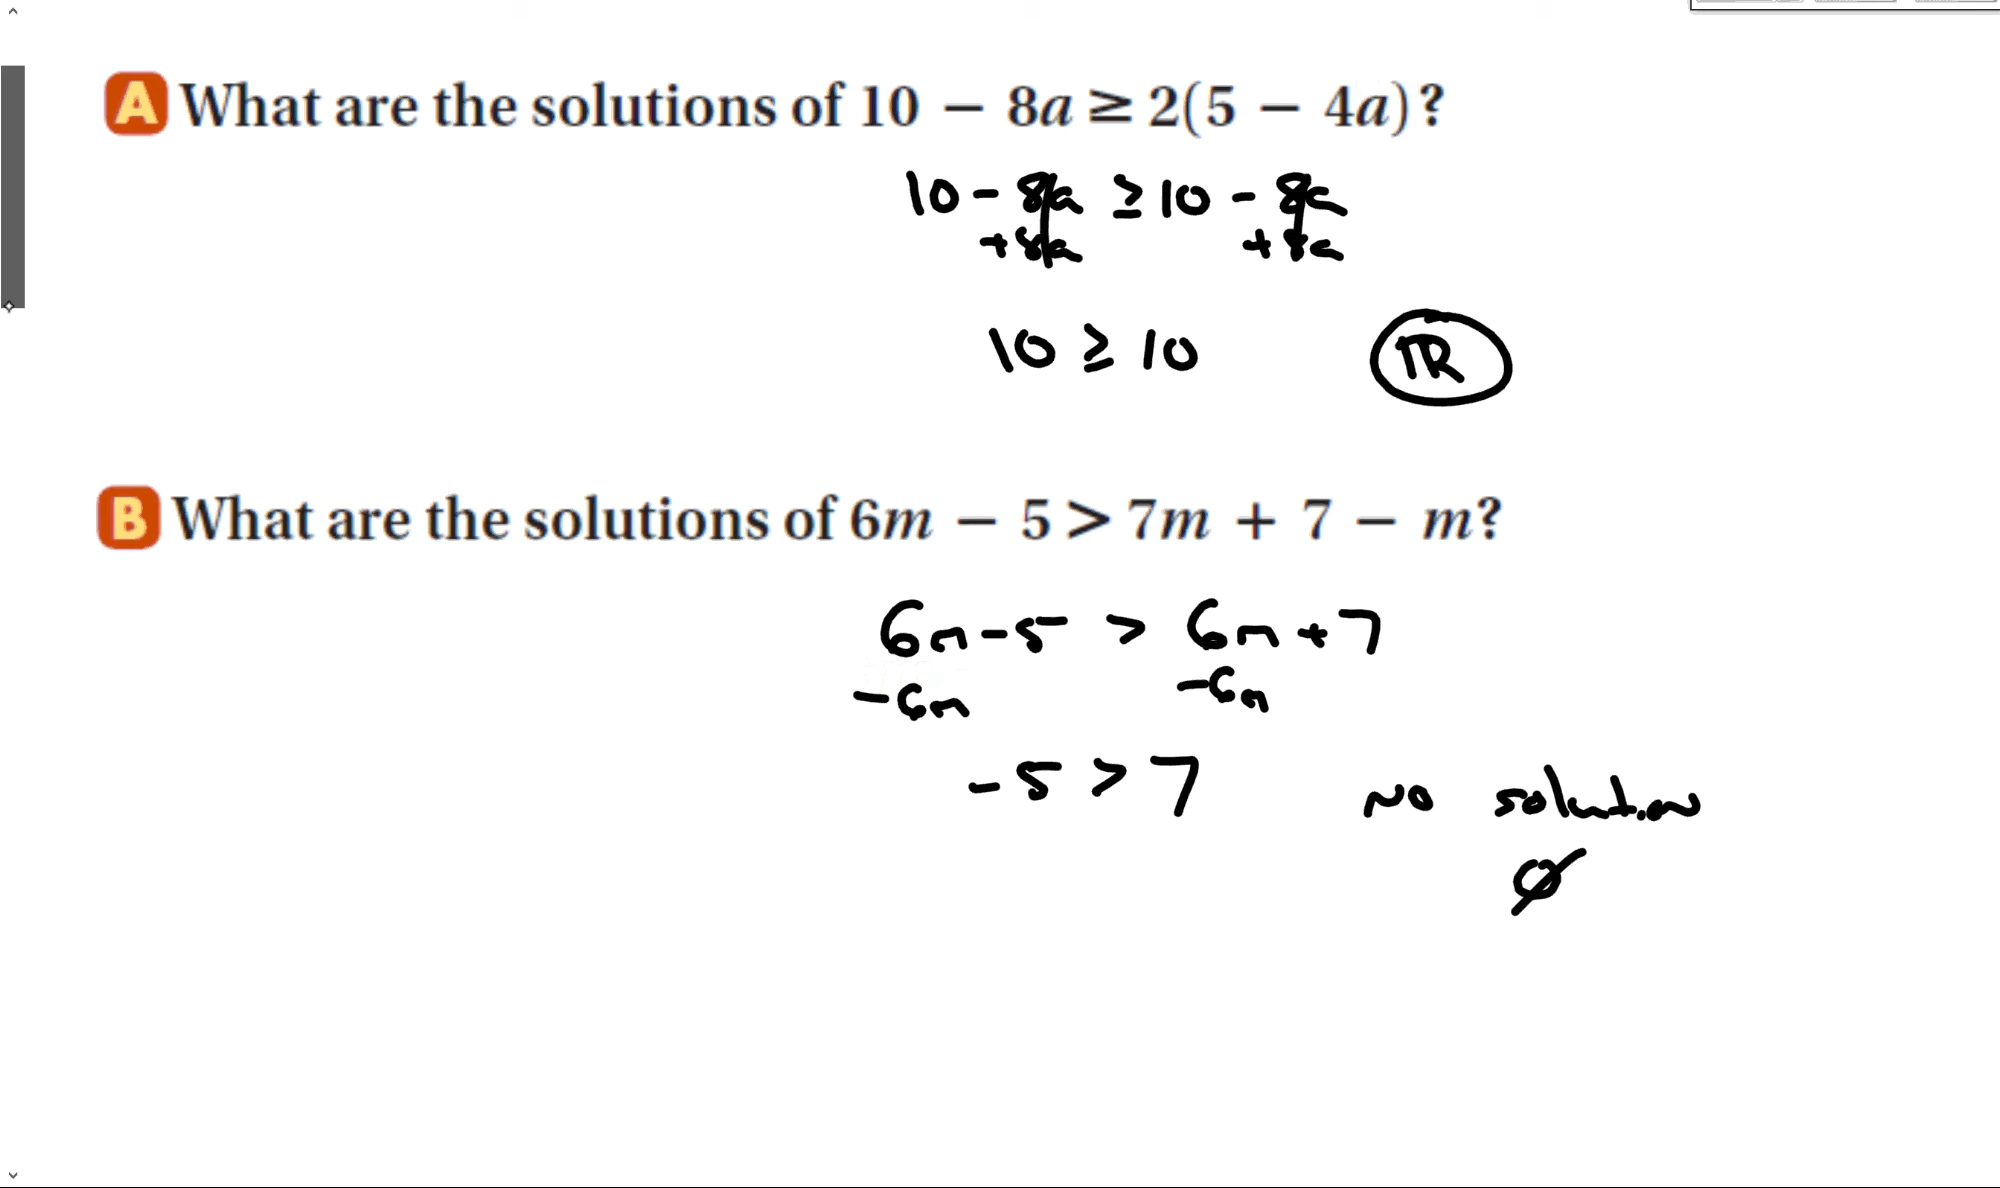 A What are the solutions of 10 − 8a ≥ 2(5 − 4a)?
10 - 8a ≥ 10 - 8a
+8a +8a
10 ≥ 10 ℝ
B What are the solutions of 6m − 5 > 7m + 7 − m?
6m - 5 > 6m + 7
-6m -6m
-5 > 7 no solution
∅